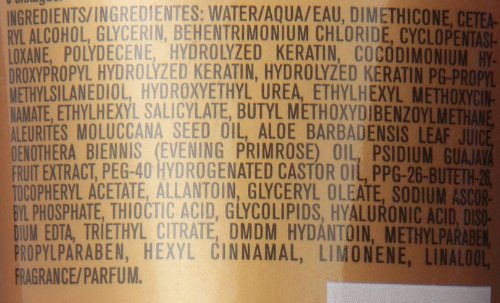 INGREDIENTS/INGREDIENTES: WATER/AQUA/EAU, DIMETHICONE, CETEA-
RYL ALCOHOL, GLYCERIN, BEHENTRIMONIUM CHLORIDE, CYCLOPENTASI-
LOXANE, POLYDECENE, HYDROLYZED KERATIN, COCODIMONIUM HY-
DROXYPROPYL HYDROLYZED KERATIN, HYDROLYZED KERATIN PG-PROPYL
METHYLSILANEDIOL, HYDROXYETHYL UREA, ETHYLHEXYL METHOXYCIN-
NAMATE, ETHYLHEXYL SALICYLATE, BUTYL METHOXYDIBENZOYLMETHANE,
ALEURITES MOLUCCANA SEED OIL, ALOE BARBADENSIS LEAF JUICE,
OENOTHERA BIENNIS (EVENING PRIMROSE) OIL, PSIDIUM GUAJAVA
FRUIT EXTRACT, PEG-40 HYDROGENATED CASTOR OIL, PPG-26-BUTETH-26,
TOCOPHERYL ACETATE, ALLANTOIN, GLYCERYL OLEATE, SODIUM ASCOR-
BYL PHOSPHATE, THIOCTIC ACID, GLYCOLIPIDS, HYALURONIC ACID, DISO-
DIUM EDTA, TRIETHYL CITRATE, DMDM HYDANTOIN, METHYLPARABEN,
PROPYLPARABEN, HEXYL CINNAMAL, LIMONENE, LINALOOL,
FRAGRANCE/PARFUM.